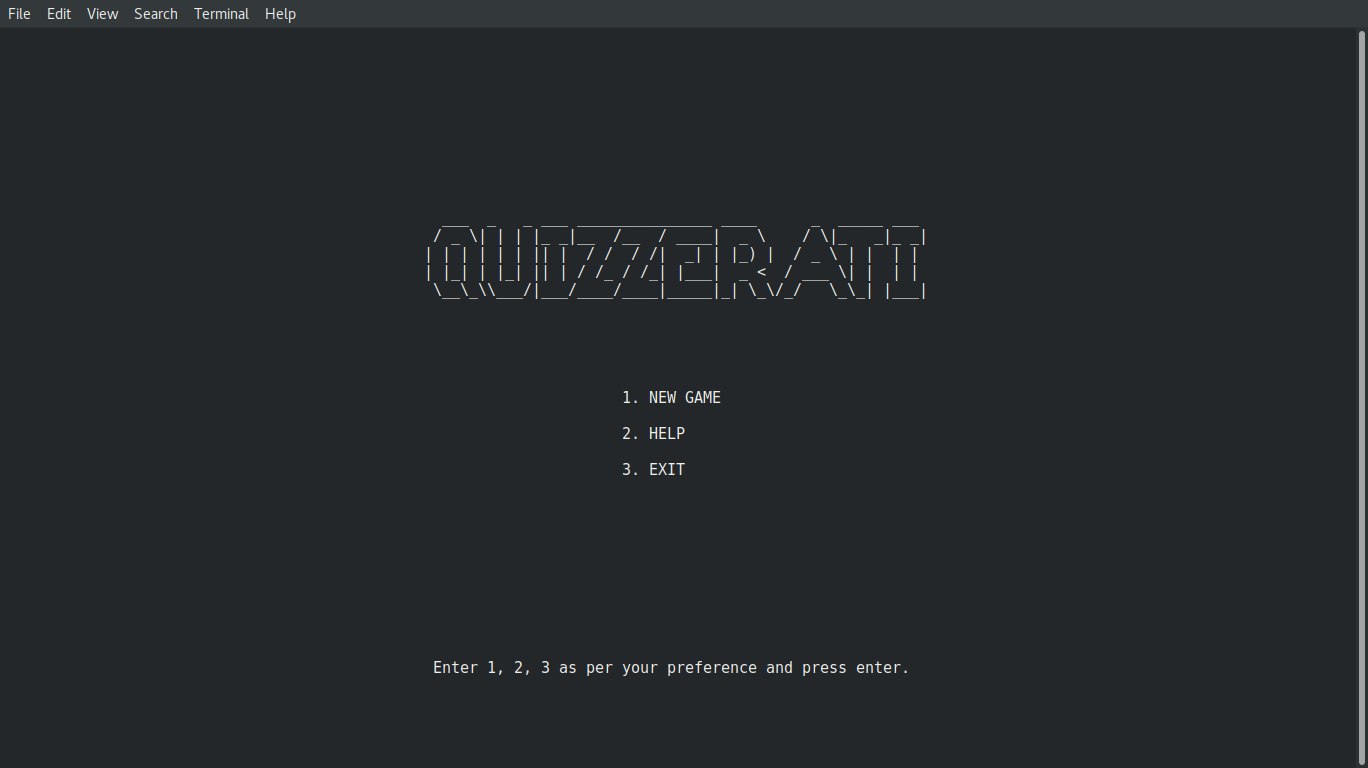 File Edit View Search Terminal Help
QUIZZERATI
1. NEW GAME
2. HELP
3. EXIT
Enter 1, 2, 3 as per your preference and press enter.